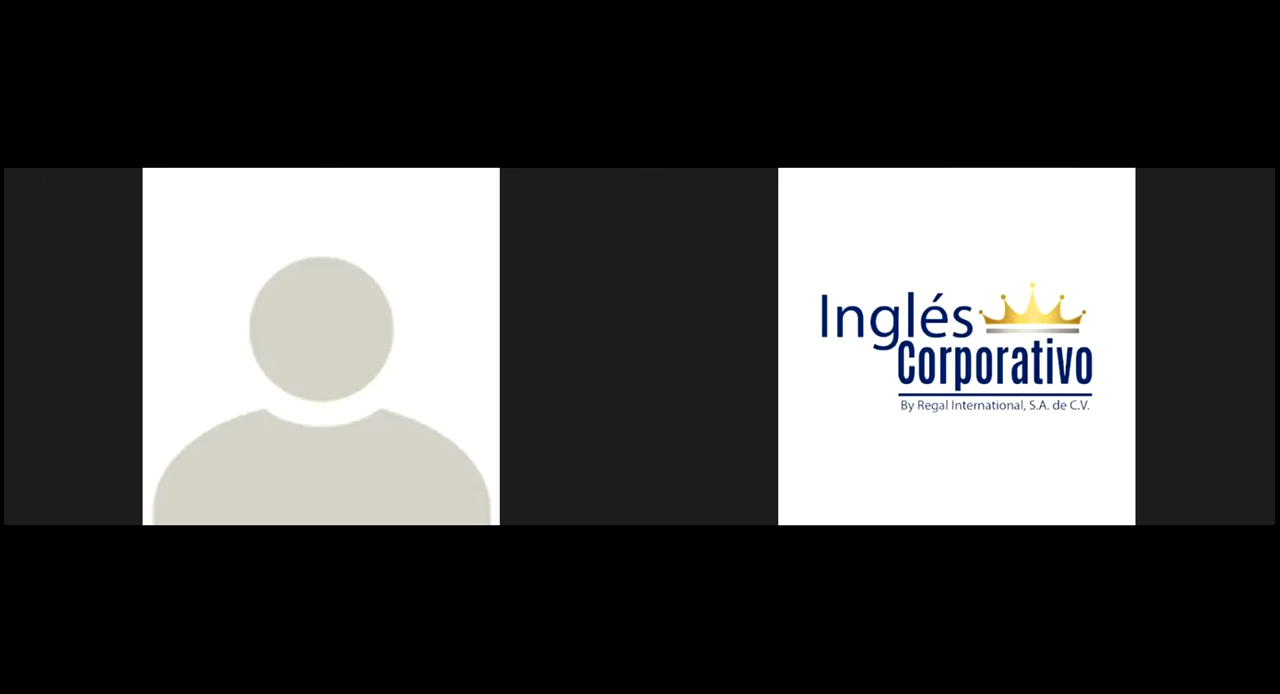 Inglés
Corporativo
By Regal International, S.A. de C.V.